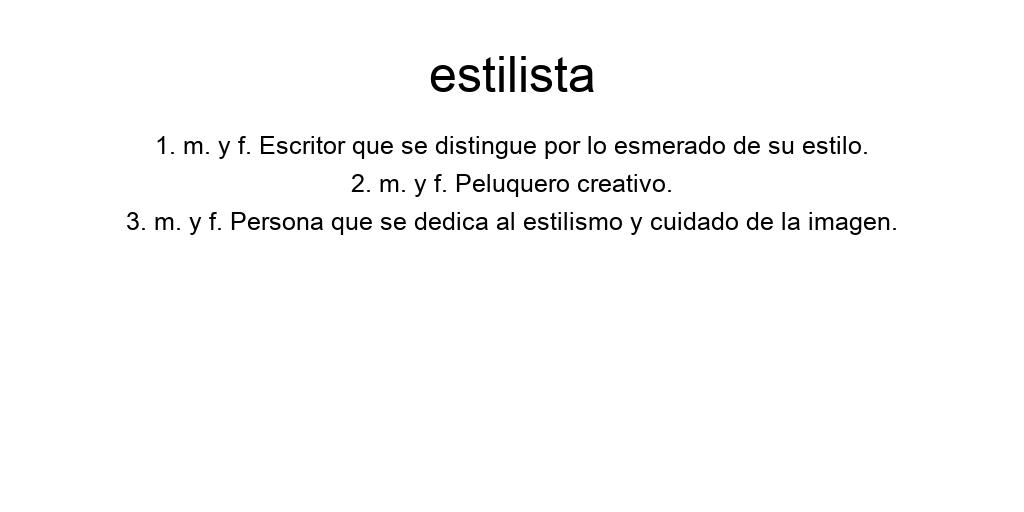 estilista
1. m. y f. Escritor que se distingue por lo esmerado de su estilo.
2. m. y f. Peluquero creativo.
3. m. y f. Persona que se dedica al estilismo y cuidado de la imagen.